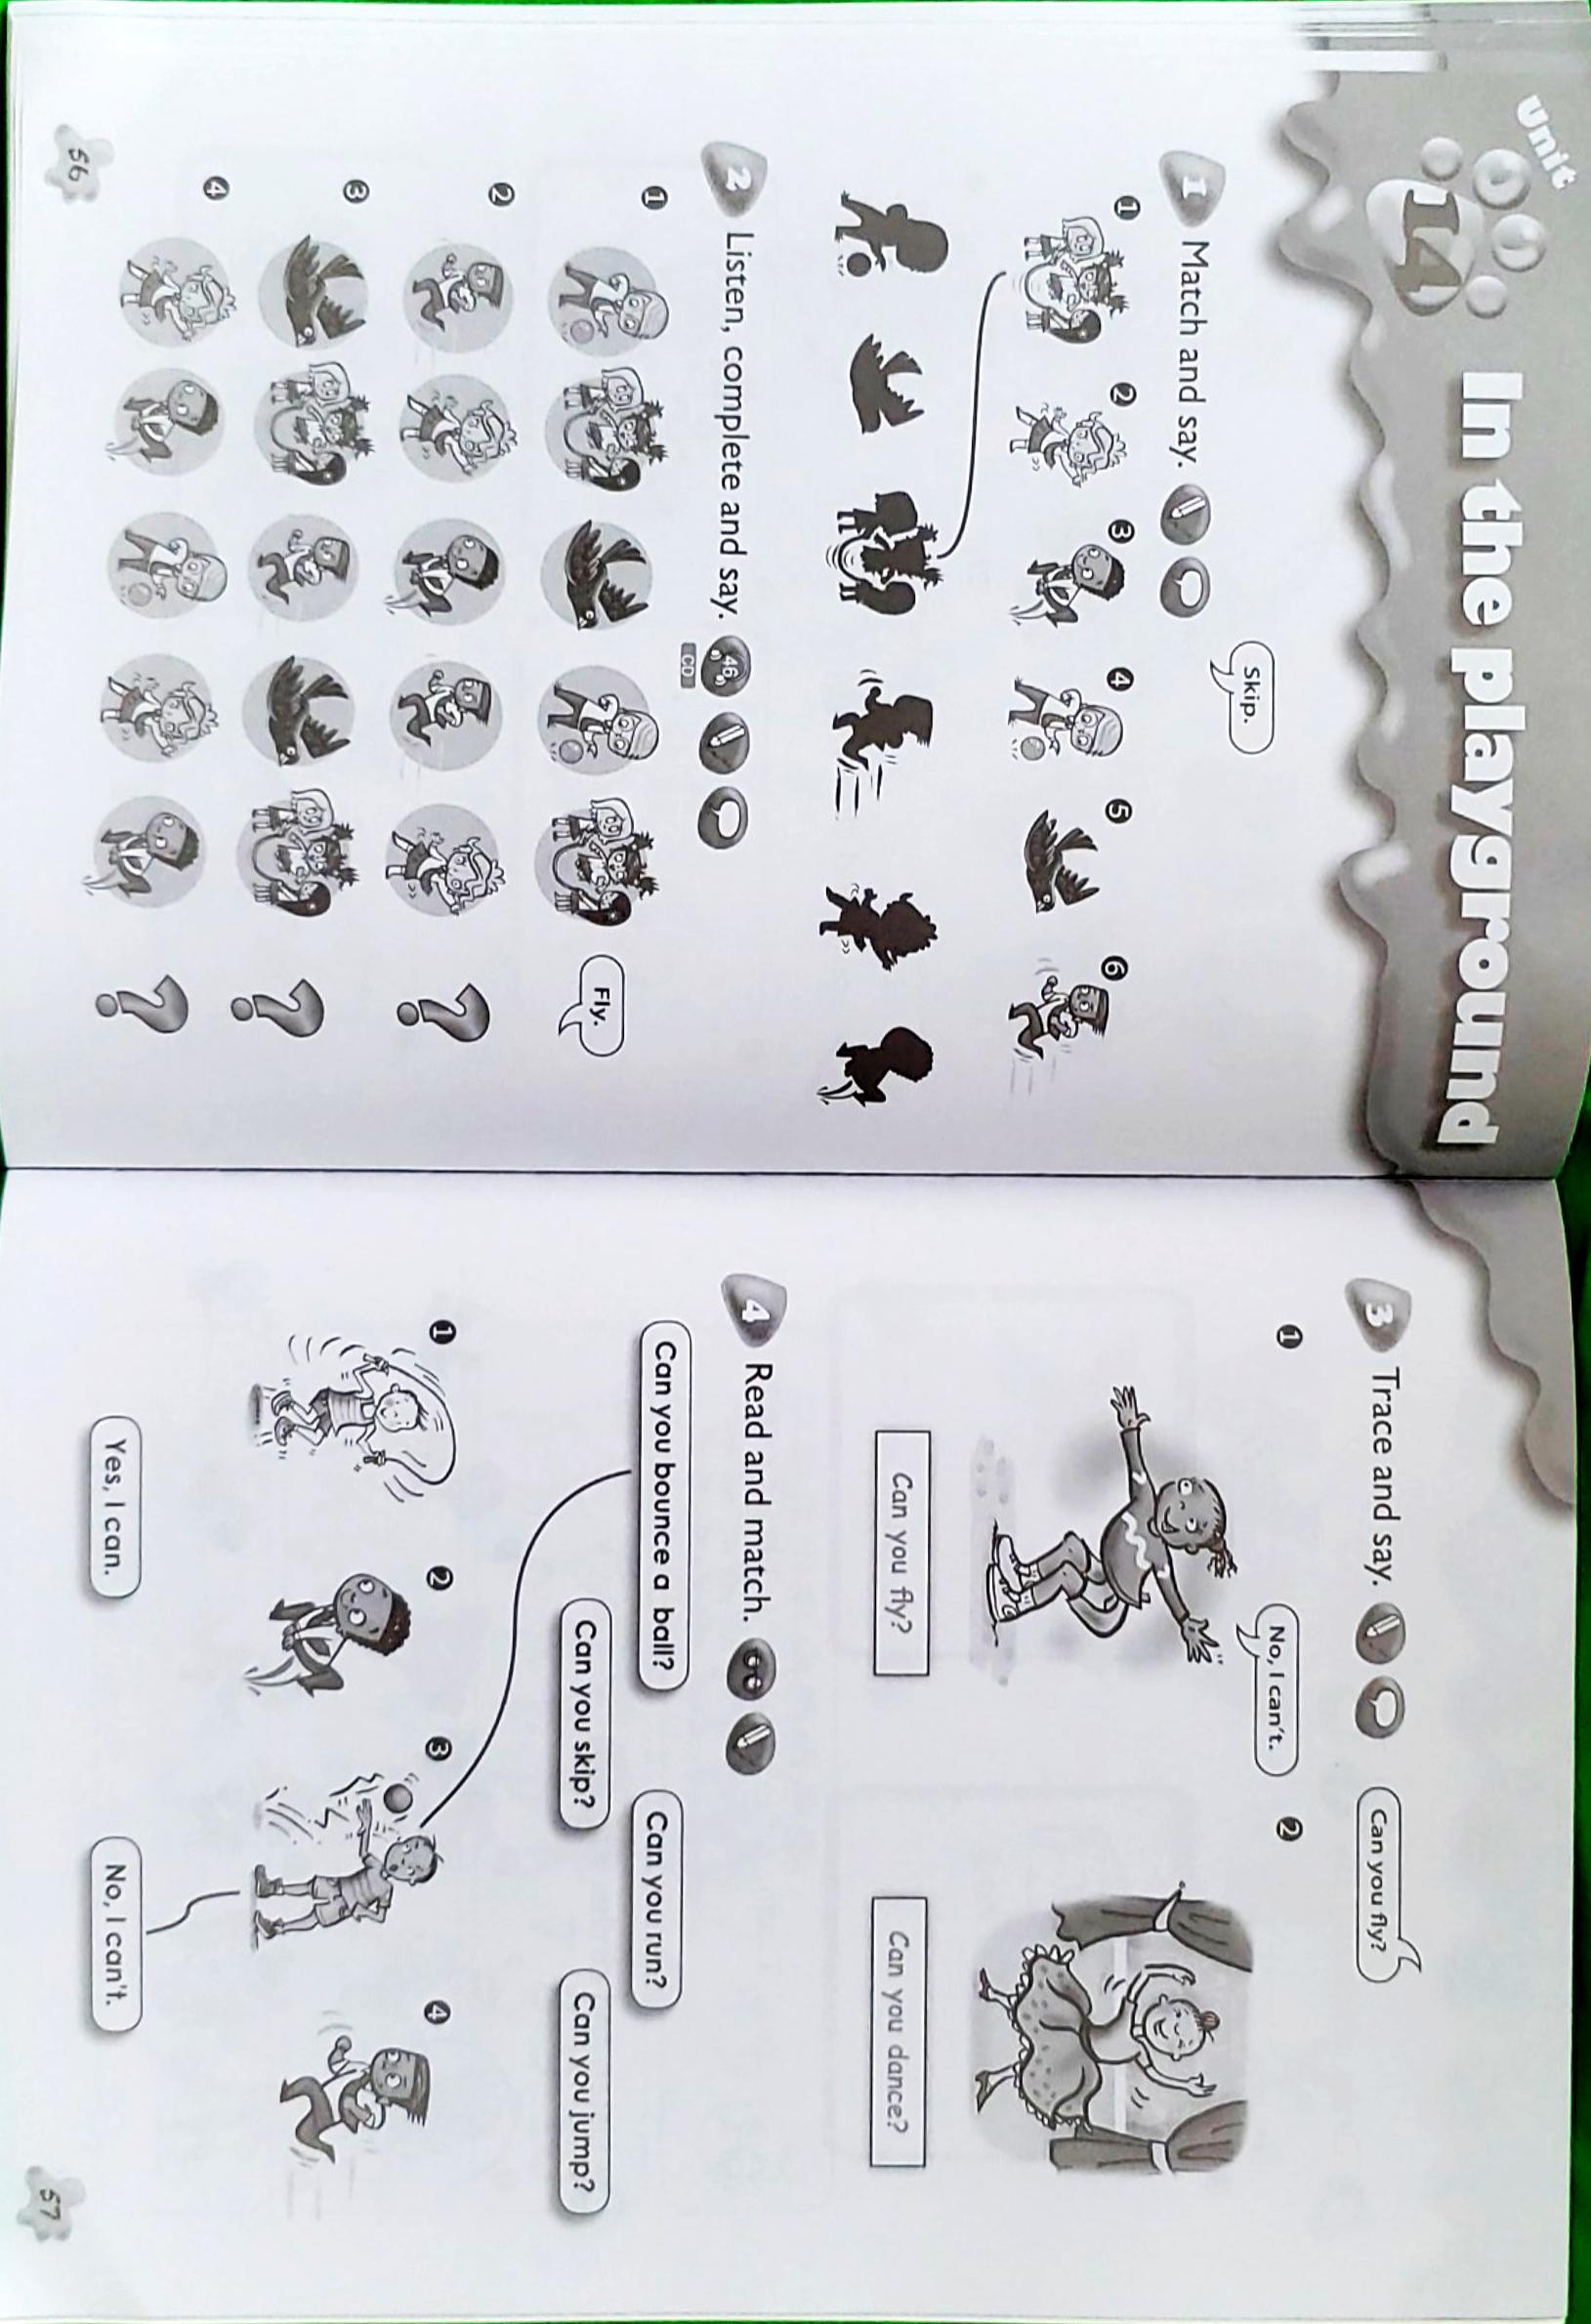 Unit
14
In the playground
Skip.
1 Match and say.
1 2 3 4 5 6
2 Listen, complete and say. 46
CD
1
Fly.
2
?
3
?
4
?
56
3 Trace and say.
Can you fly?
1
No, I can't.
2
Can you fly?
Can you dance?
4 Read and match.
Can you bounce a ball?
Can you run?
Can you skip?
Can you jump?
1 2 3 4
Yes, I can.
No, I can't.
57